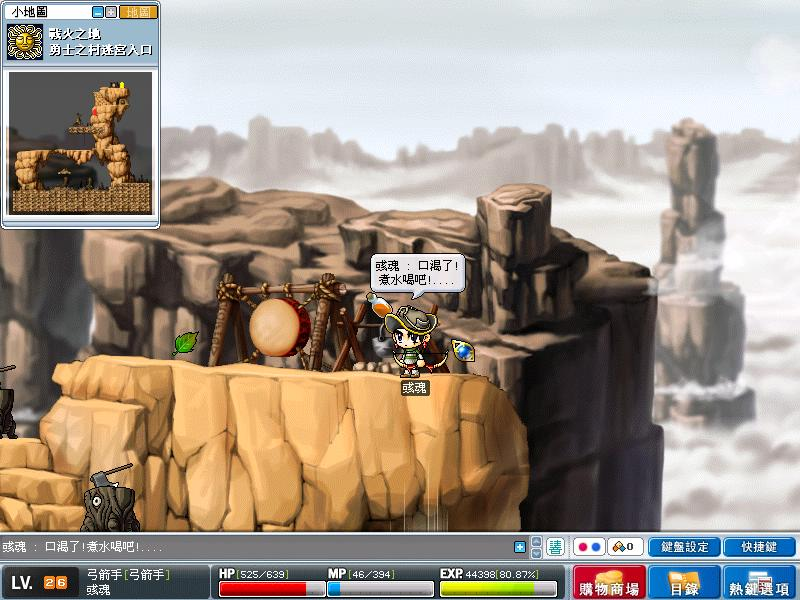 小地圖
地圖
戰火之地
勇士之村迷宮入口
彧魂 : 口渴了!
煮水喝吧!....
彧魂
彧魂 : 口渴了!煮水喝吧!....
0
鍵盤設定
快捷鍵
LV. 26
弓箭手[弓箭手]
彧魂
HP[525/639]
MP[46/394]
EXP. 44398[80.87%]
購物商場
目錄
熱鍵選項